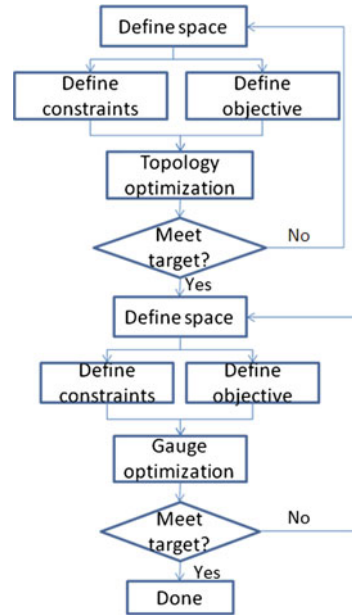 Define space
Define
constraints
Define
objective
Topology
optimization
Meet
target?
No
Yes
Define space
Define
constraints
Define
objective
Gauge
optimization
Meet
target?
No
Yes
Done